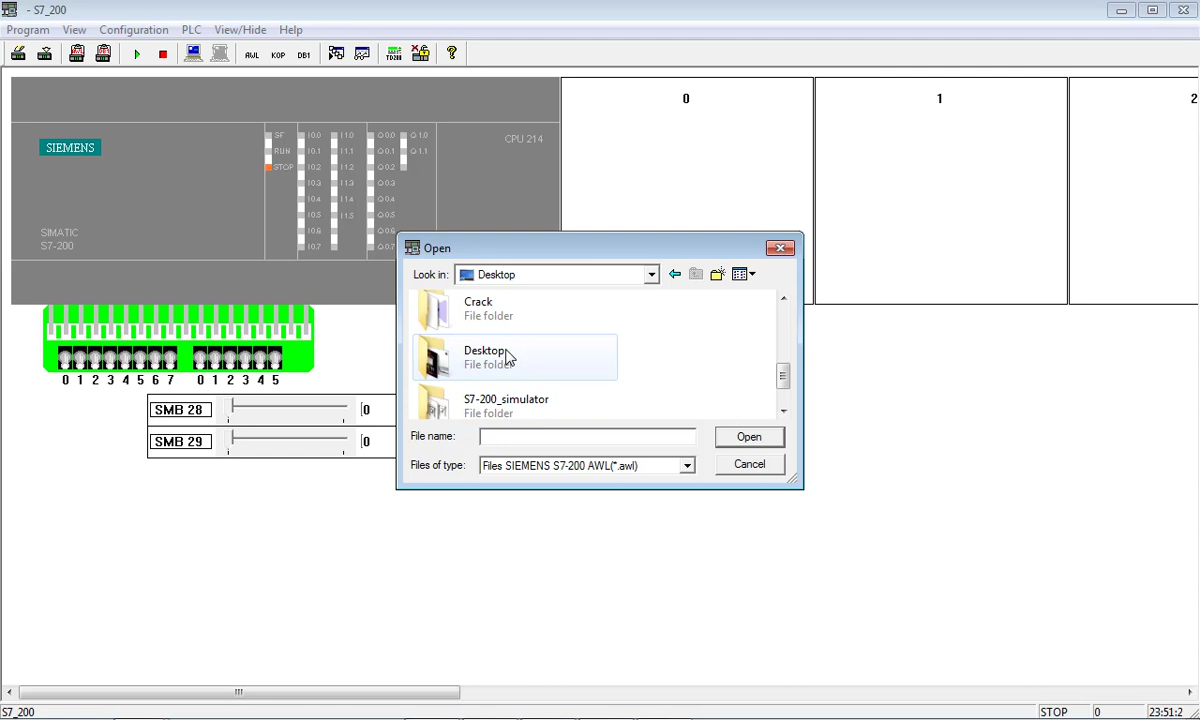 - S7_200
Program View Configuration PLC View/Hide Help
AWL KOP DB1 TD200 ?
0 1 2
SIEMENS
CPU 214
SIMATIC
S7-200
SF I0.0 I1.0 Q0.0 Q1.0
RUN I0.1 I1.1 Q0.1 Q1.1
STOP I0.2 I1.2 Q0.2
I0.3 I1.3 Q0.3
I0.4 I1.4 Q0.4
I0.5 I1.5 Q0.5
I0.6 Q0.6
I0.7 Q0.7
0 1 2 3 4 5 6 7 0 1 2 3 4 5
SMB 28 0
SMB 29 0
Open
Look in: Desktop
Crack
File folder
Desktop
File folder
S7-200_simulator
File folder
File name: Open
Files of type: Files SIEMENS S7-200 AWL(*.awl) Cancel
S7_200 STOP 0 23:51:2